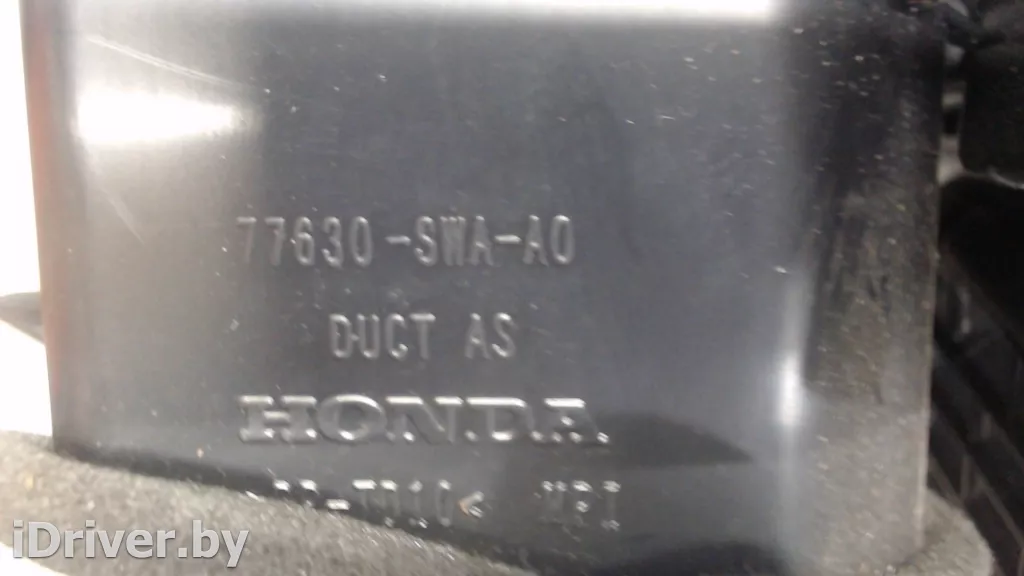 77630-SWA-A0
DUCT AS
HONDA
iDriver.by